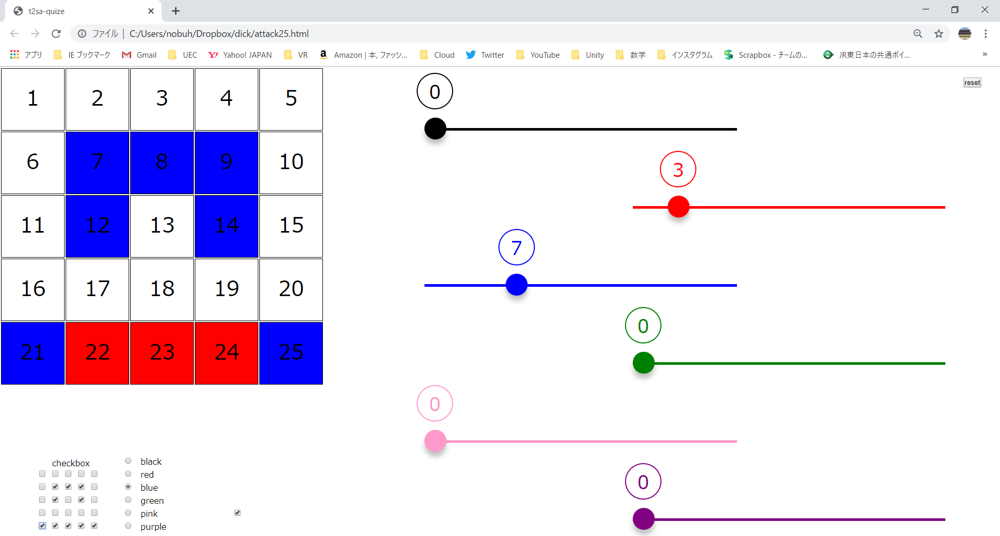 t2sa-quize
ファイル | C:/Users/nobuh/Dropbox/dick/attack25.html
アプリ IE ブックマーク Gmail UEC Yahoo! JAPAN VR Amazon | 本, ファッシ... Cloud Twitter YouTube Unity 数学 インスタグラム Scrapbox - チームの... JR東日本の共通ポイ... »
1 2 3 4 5
6 7 8 9 10
11 12 13 14 15
16 17 18 19 20
21 22 23 24 25
0
reset
3
7
0
0
0
checkbox
black
red
blue
green
pink
purple